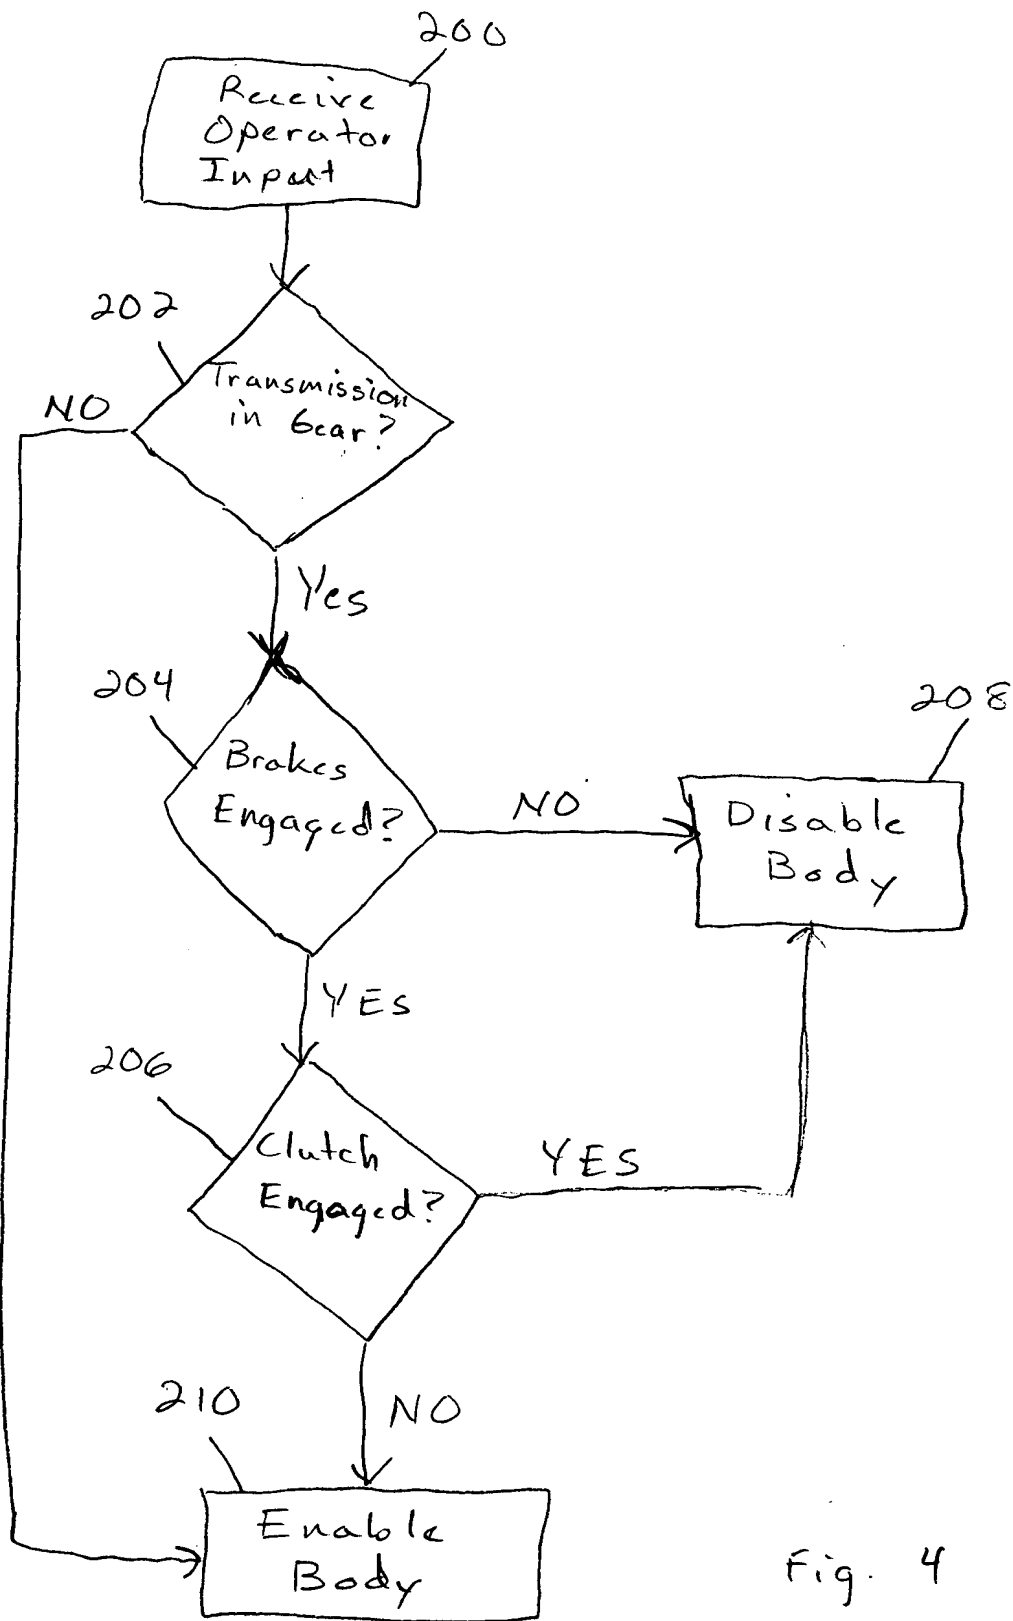 200
Receive
Operator
Input
202
Transmission
in Gear?
NO
Yes
204
Brakes
Engaged?
NO
208
Disable
Body
YES
206
Clutch
Engaged?
YES
210
NO
Enable
Body
Fig. 4